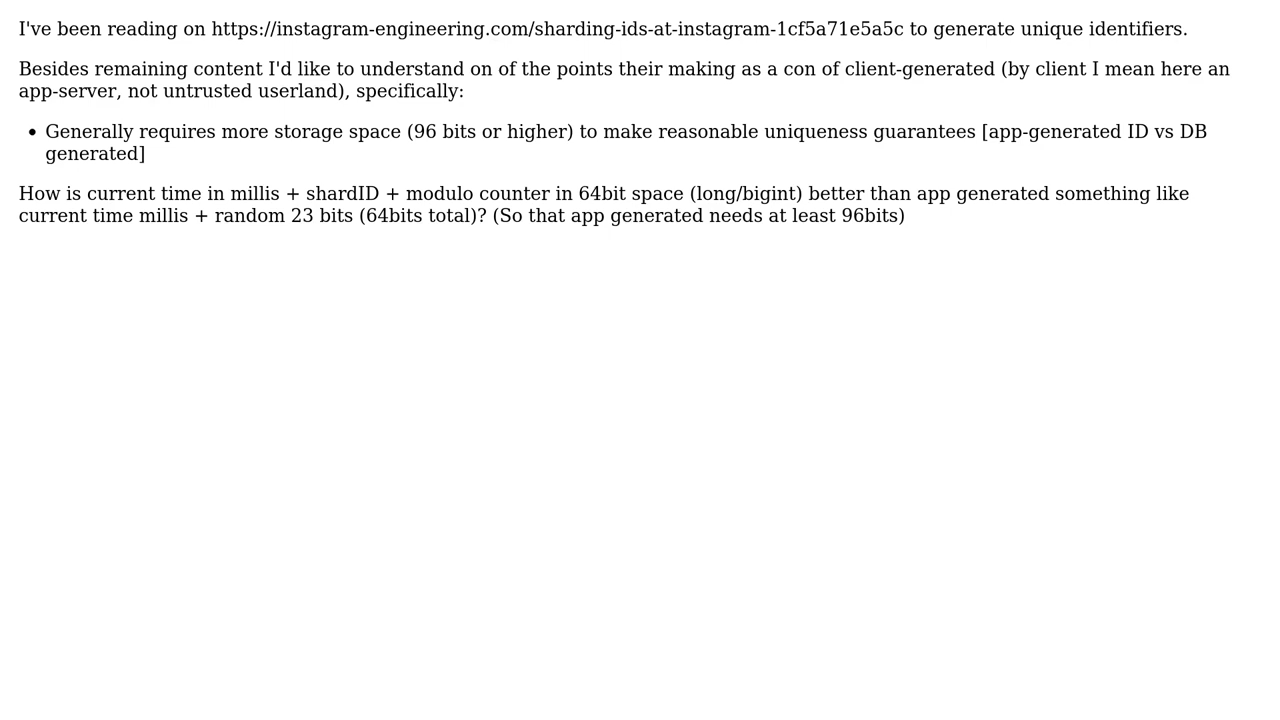 I've been reading on https://instagram-engineering.com/sharding-ids-at-instagram-1cf5a71e5a5c to generate unique identifiers.
Besides remaining content I'd like to understand on of the points their making as a con of client-generated (by client I mean here an
app-server, not untrusted userland), specifically:
• Generally requires more storage space (96 bits or higher) to make reasonable uniqueness guarantees [app-generated ID vs DB
generated]
How is current time in millis + shardID + modulo counter in 64bit space (long/bigint) better than app generated something like
current time millis + random 23 bits (64bits total)? (So that app generated needs at least 96bits)